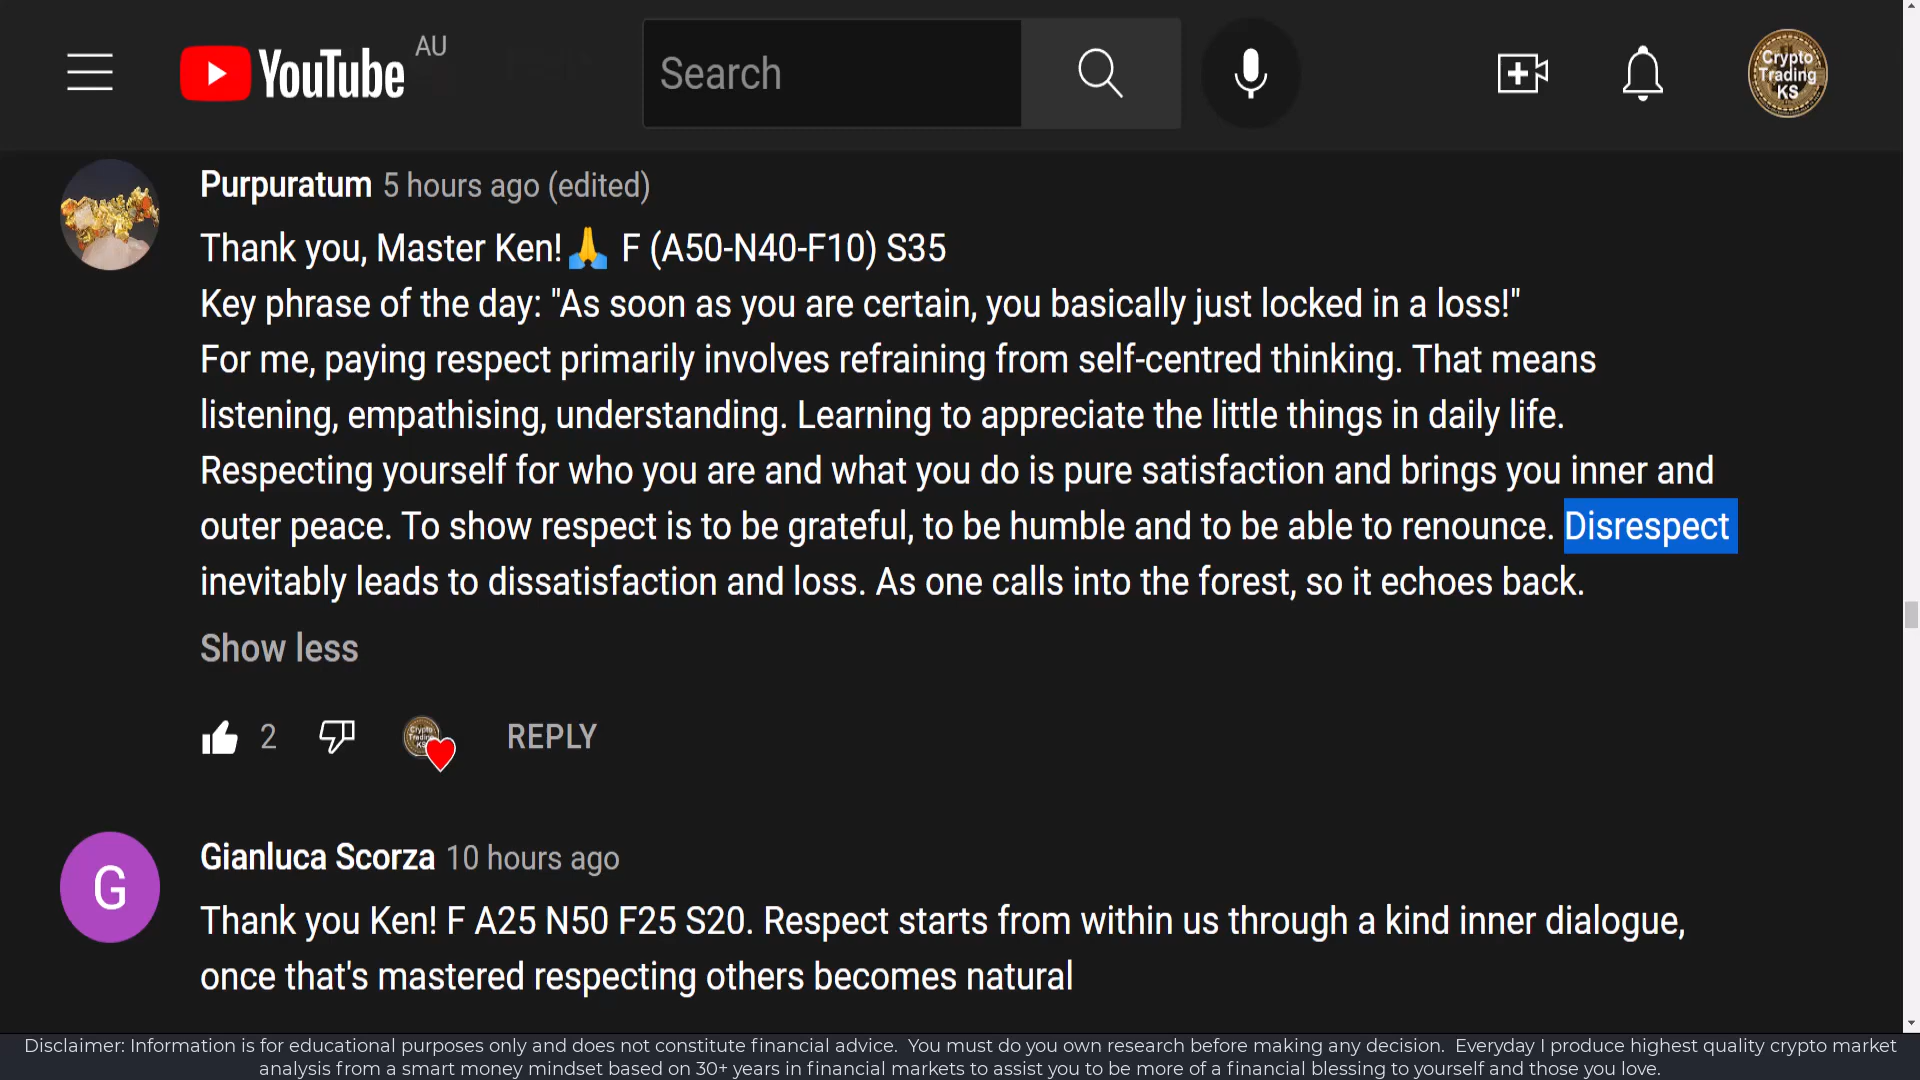 YouTube AU
Search
Crypto
Trading
KS
Purpuratum 5 hours ago (edited)
Thank you, Master Ken!🙏 F (A50-N40-F10) S35
Key phrase of the day: "As soon as you are certain, you basically just locked in a loss!"
For me, paying respect primarily involves refraining from self-centred thinking. That means
listening, empathising, understanding. Learning to appreciate the little things in daily life.
Respecting yourself for who you are and what you do is pure satisfaction and brings you inner and
outer peace. To show respect is to be grateful, to be humble and to be able to renounce. Disrespect
inevitably leads to dissatisfaction and loss. As one calls into the forest, so it echoes back.
Show less
2 REPLY
G
Gianluca Scorza 10 hours ago
Thank you Ken! F A25 N50 F25 S20. Respect starts from within us through a kind inner dialogue,
once that's mastered respecting others becomes natural
Disclaimer: Information is for educational purposes only and does not constitute financial advice. You must do you own research before making any decision. Everyday I produce highest quality crypto market
analysis from a smart money mindset based on 30+ years in financial markets to assist you to be more of a financial blessing to yourself and those you love.